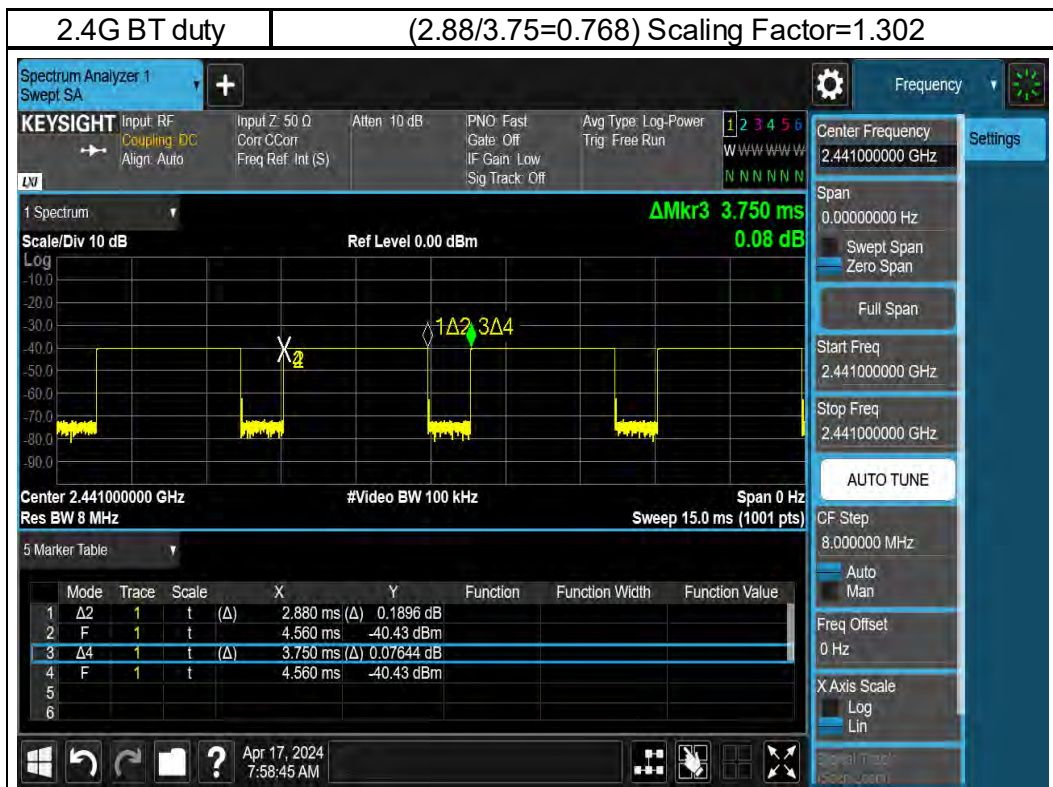 2.4G BT duty (2.88/3.75=0.768) Scaling Factor=1.302
Spectrum Analyzer 1
Swept SA
+
Frequency
KEYSIGHT
LXI
Input: RF
Coupling: DC
Align: Auto
Input Z: 50 Ω
Corr CCorr
Freq Ref: Int (S)
Atten: 10 dB
PNO: Fast
Gate: Off
IF Gain: Low
Sig Track: Off
Avg Type: Log-Power
Trig: Free Run
1 2 3 4 5 6
W W W W W W
N N N N N N
1 Spectrum
ΔMkr3 3.750 ms
0.08 dB
Scale/Div 10 dB
Ref Level 0.00 dBm
Log
-10.0
-20.0
-30.0
-40.0
-50.0
-60.0
-70.0
-80.0
-90.0
1Δ2 3Δ4
Center 2.441000000 GHz
#Video BW 100 kHz
Span 0 Hz
Res BW 8 MHz
Sweep 15.0 ms (1001 pts)
5 Marker Table
Mode Trace Scale X Y Function Function Width Function Value
1 Δ2 1 t (Δ) 2.880 ms (Δ) 0.1896 dB
2 F 1 t 4.560 ms -40.43 dBm
3 Δ4 1 t (Δ) 3.750 ms (Δ) 0.07644 dB
4 F 1 t 4.560 ms -40.43 dBm
5
6
Center Frequency
2.441000000 GHz
Settings
Span
0.00000000 Hz
Swept Span
Zero Span
Full Span
Start Freq
2.441000000 GHz
Stop Freq
2.441000000 GHz
AUTO TUNE
CF Step
8.000000 MHz
Auto
Man
Freq Offset
0 Hz
X Axis Scale
Log
Lin
?
Apr 17, 2024
7:58:45 AM